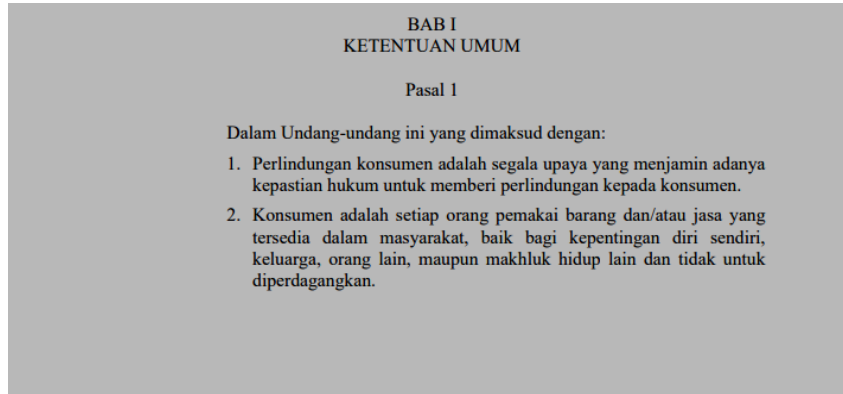 BAB I
KETENTUAN UMUM
Pasal 1
Dalam Undang-undang ini yang dimaksud dengan:
1. Perlindungan konsumen adalah segala upaya yang menjamin adanya
kepastian hukum untuk memberi perlindungan kepada konsumen.
2. Konsumen adalah setiap orang pemakai barang dan/atau jasa yang
tersedia dalam masyarakat, baik bagi kepentingan diri sendiri,
keluarga, orang lain, maupun makhluk hidup lain dan tidak untuk
diperdagangkan.